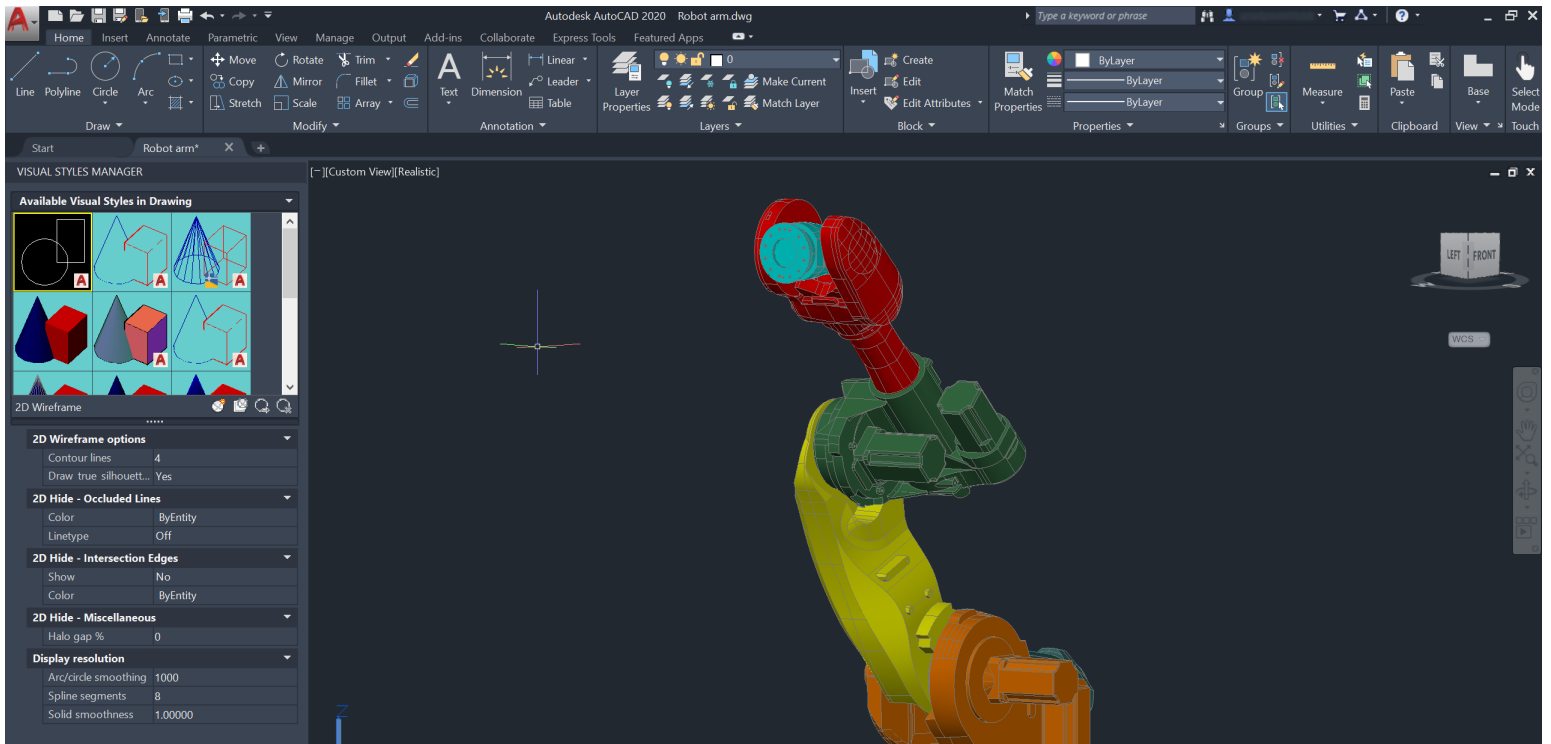 Autodesk AutoCAD 2020 Robot arm.dwg
Type a keyword or phrase
Home Insert Annotate Parametric View Manage Output Add-ins Collaborate Express Tools Featured Apps
Line Polyline Circle Arc
Draw
Move Rotate Trim
Copy Mirror Fillet
Stretch Scale Array
Modify
Text Dimension
Linear
Leader
Table
Annotation
Layer Properties
0
Make Current
Match Layer
Layers
Insert
Create
Edit
Edit Attributes
Block
Match Properties
ByLayer
ByLayer
ByLayer
Properties
Group
Groups
Measure
Utilities
Paste
Clipboard
Base
View
Select Mode
Touch
Start Robot arm* X +
VISUAL STYLES MANAGER
[−][Custom View][Realistic]
Available Visual Styles in Drawing
2D Wireframe
2D Wireframe options
Contour lines 4
Draw true silhouett... Yes
2D Hide - Occluded Lines
Color ByEntity
Linetype Off
2D Hide - Intersection Edges
Show No
Color ByEntity
2D Hide - Miscellaneous
Halo gap % 0
Display resolution
Arc/circle smoothing 1000
Spline segments 8
Solid smoothness 1.00000
LEFT FRONT
WCS
Z